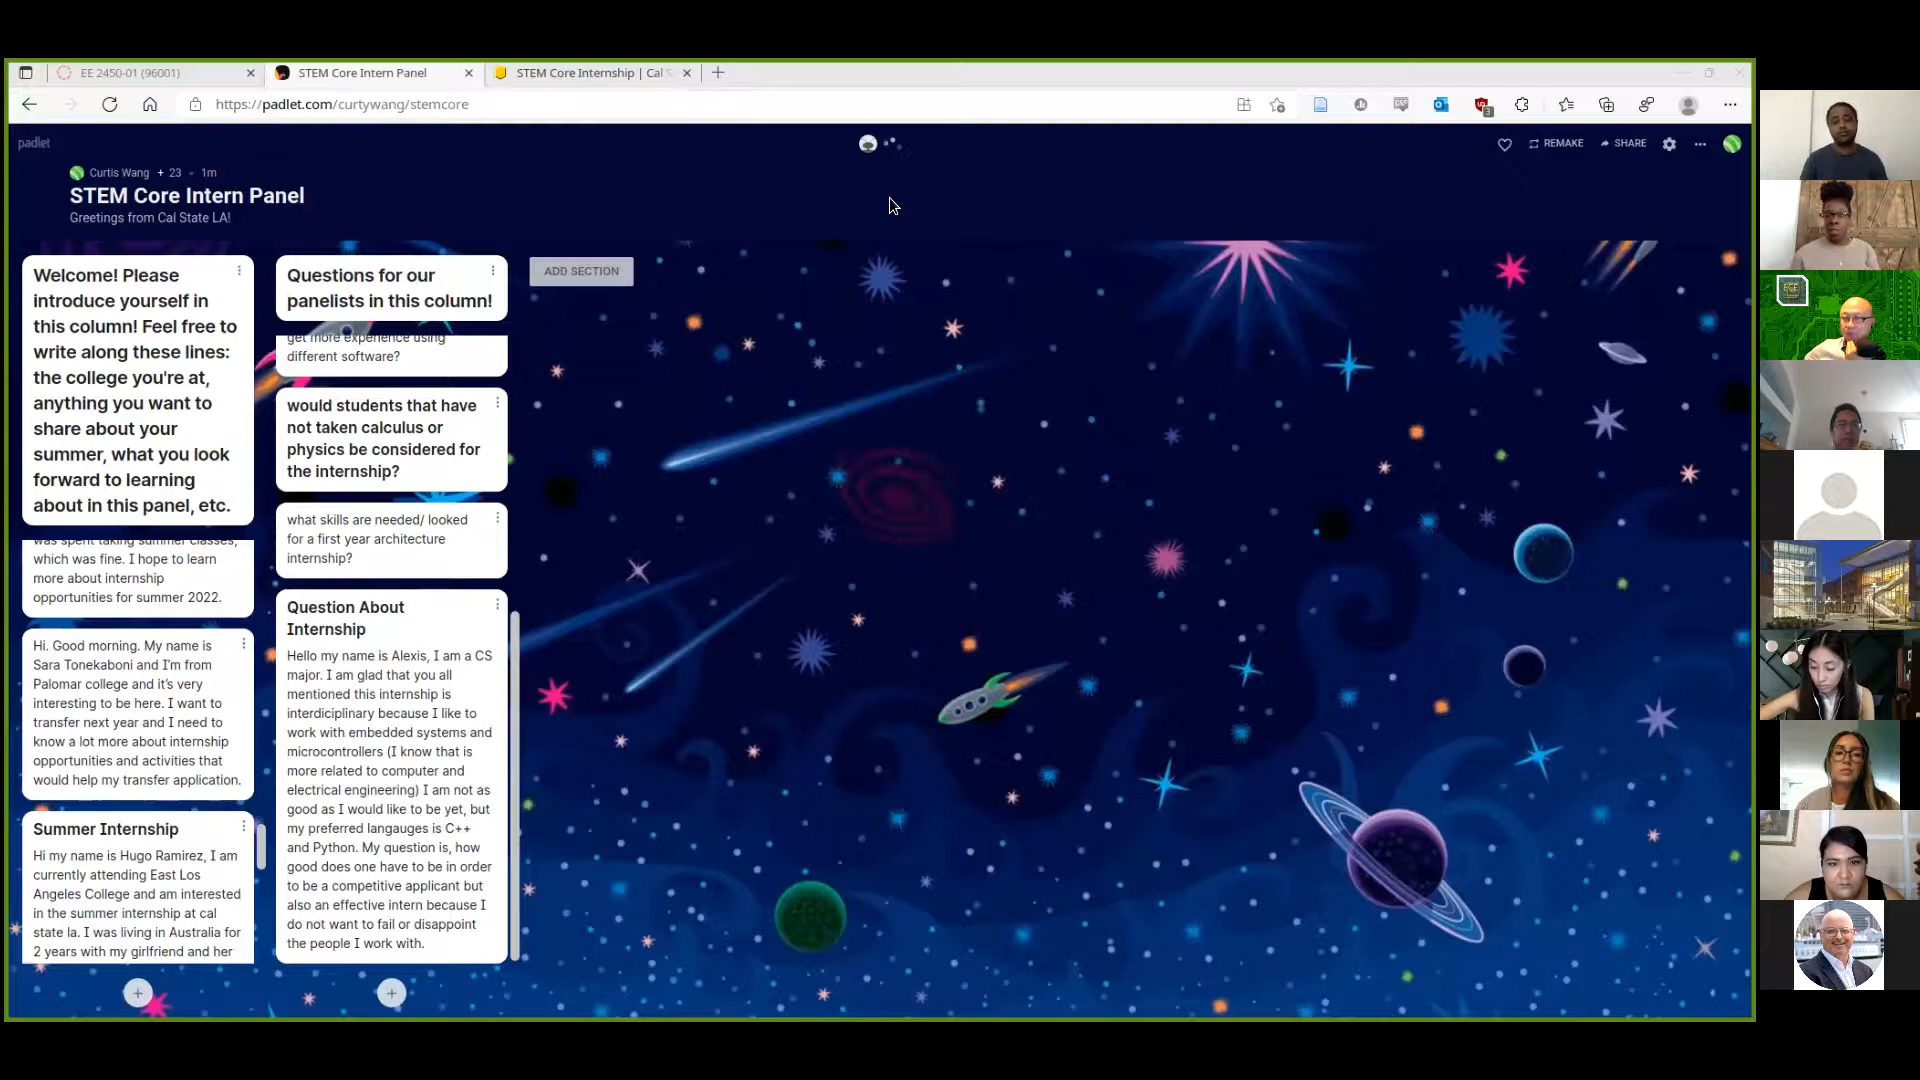 EE 2450-01 (96001)
STEM Core Intern Panel
STEM Core Internship | Cal S
https://padlet.com/curtywang/stemcore
3
padlet
REMAKE
SHARE
Curtis Wang + 23 • 1m
STEM Core Intern Panel
Greetings from Cal State LA!
Welcome! Please
introduce yourself in
this column! Feel free to
write along these lines:
the college you're at,
anything you want to
share about your
summer, what you look
forward to learning
about in this panel, etc.
was spent taking summer classes,
which was fine. I hope to learn
more about internship
opportunities for summer 2022.
Hi. Good morning. My name is
Sara Tonekaboni and I'm from
Palomar college and it's very
interesting to be here. I want to
transfer next year and I need to
know a lot more about internship
opportunities and activities that
would help my transfer application.
Summer Internship
Hi my name is Hugo Ramirez, I am
currently attending East Los
Angeles College and am interested
in the summer internship at cal
state la. I was living in Australia for
2 years with my girlfriend and her
Questions for our
panelists in this column!
get more experience using
different software?
would students that have
not taken calculus or
physics be considered for
the internship?
what skills are needed/ looked
for a first year architecture
internship?
Question About
Internship
Hello my name is Alexis, I am a CS
major. I am glad that you all
mentioned this internship is
interdiciplinary because I like to
work with embedded systems and
microcontrollers (I know that is
more related to computer and
electrical engineering) I am not as
good as I would like to be yet, but
my preferred langauges is C++
and Python. My question is, how
good does one have to be in order
to be a competitive applicant but
also an effective intern because I
do not want to fail or disappoint
the people I work with.
ADD SECTION
ECE